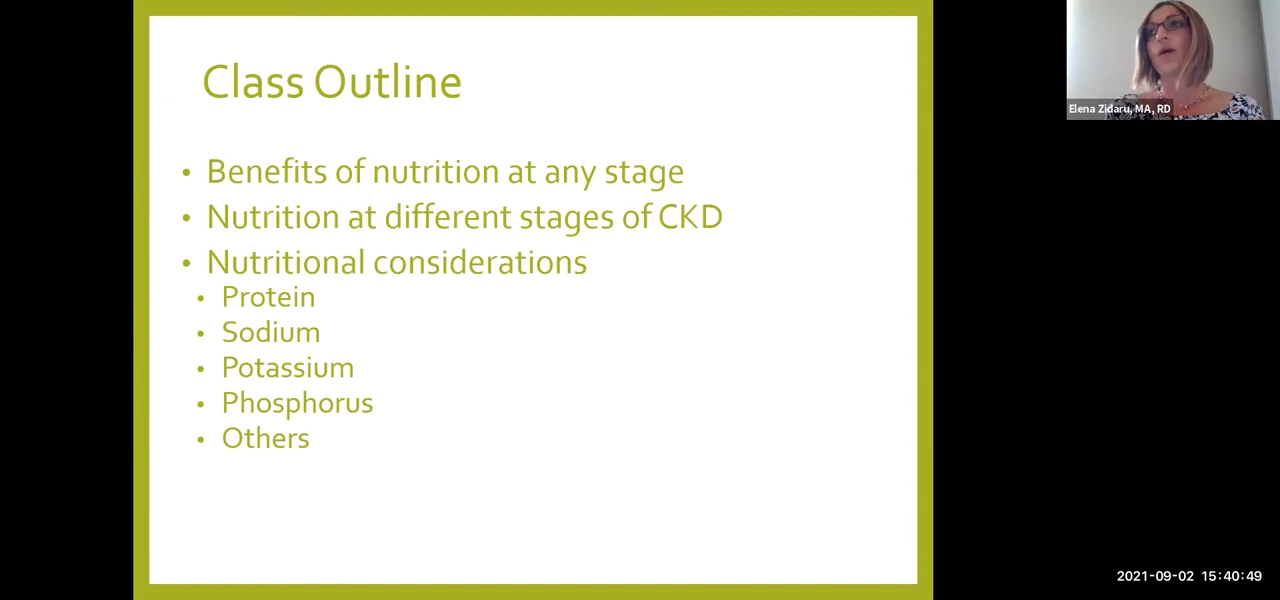 Class Outline
• Benefits of nutrition at any stage
• Nutrition at different stages of CKD
• Nutritional considerations
• Protein
• Sodium
• Potassium
• Phosphorus
• Others
Elena Zidaru, MA, RD
2021-09-02 15:40:49